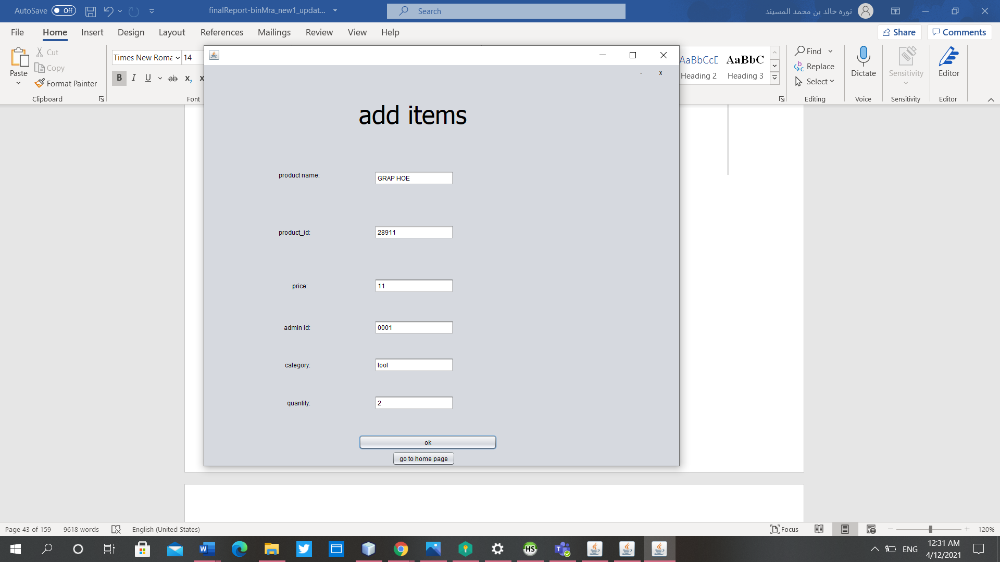 AutoSave Off finalReport-binMra_new1_updat... Search نوره خالد بن محمد المسيند
File Home Insert Design Layout References Mailings Review View Help Share Comments
Paste
Cut
Copy
Format Painter
Clipboard
Times New Roma 14
B I U ab x₂ x
Font
AaBbCcD AaBbC
Heading 2 Heading 3
Find
Replace
Select
Editing
Dictate
Voice
Sensitivity
Sensitivity
Editor
Editor
- x
add items
product name: GRAP HOE
product_id: 28911
price: 11
admin id: 0001
category: tool
quantity: 2
ok
go to home page
Page 43 of 159 9618 words English (United States) Focus 120%
W HS T ENG 12:31 AM
4/12/2021